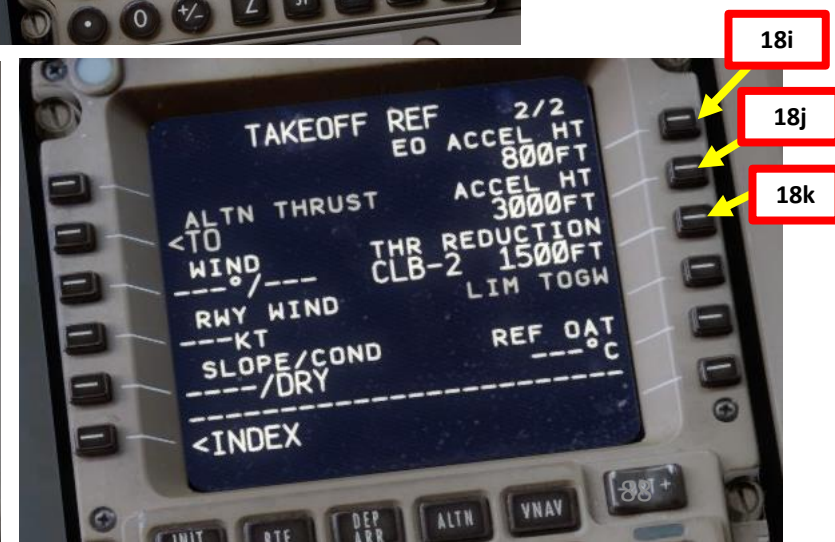 0
+/-
Z
18i
18j
18k
TAKEOFF REF 2/2
EO ACCEL HT
800FT
ACCEL HT
ALTN THRUST 3000FT
<TO THR REDUCTION
WIND CLB-2 1500FT
---°/--- LIM TOGW
RWY WIND
---KT REF OAT
SLOPE/COND ---°C
----/DRY
------------------------
<INDEX
INIT RTE DEP ARR ALTN VNAV